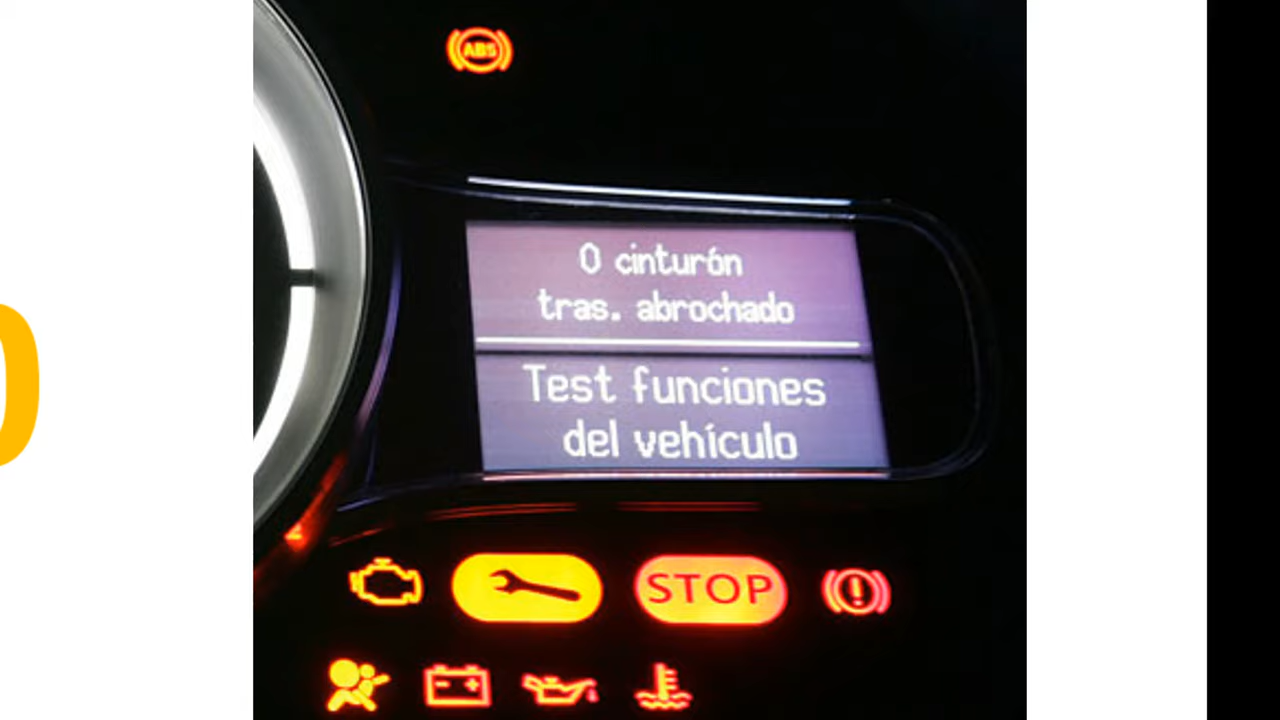 ABS
0 cinturón
tras. abrochado
Test funciones
del vehículo
STOP